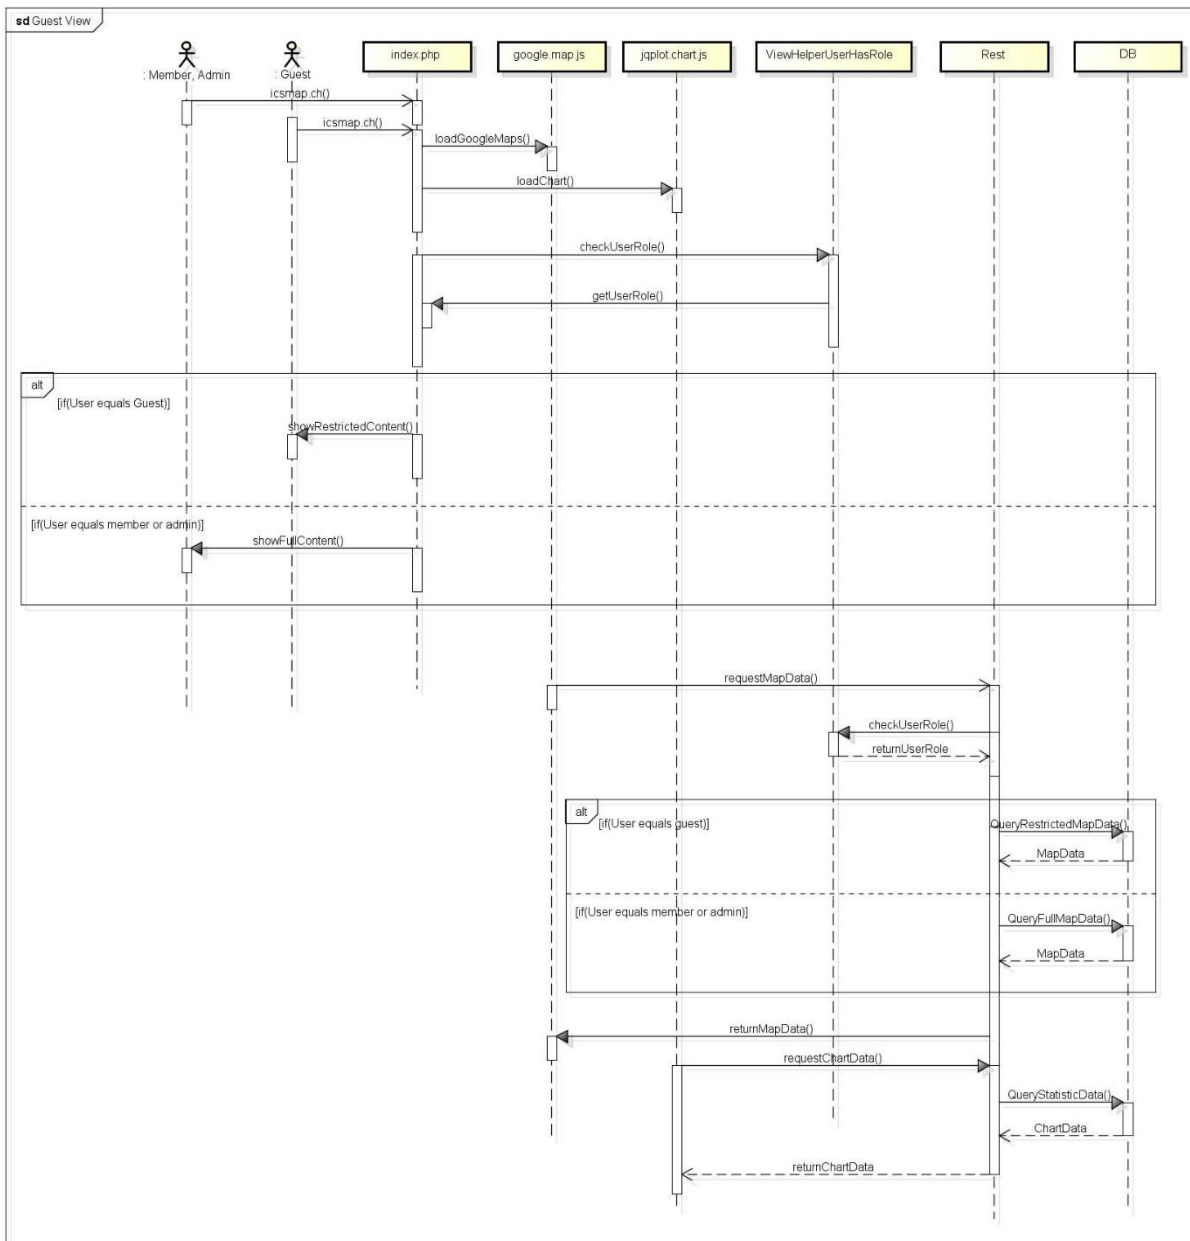 sd Guest View
: Member, Admin
: Guest
index.php
google.map.js
jqplot.chart.js
ViewHelperUserHasRole
Rest
DB
icsmap.ch()
icsmap.ch()
loadGoogleMaps()
loadChart()
checkUserRole()
getUserRole()
alt
[if(User equals Guest)]
showRestrictedContent()
[if(User equals member or admin)]
showFullContent()
requestMapData()
checkUserRole()
returnUserRole
alt
[if(User equals guest)]
QueryRestrictedMapData()
MapData
[if(User equals member or admin)]
QueryFullMapData()
MapData
returnMapData()
requestChartData()
QueryStatisticData()
ChartData
returnChartData